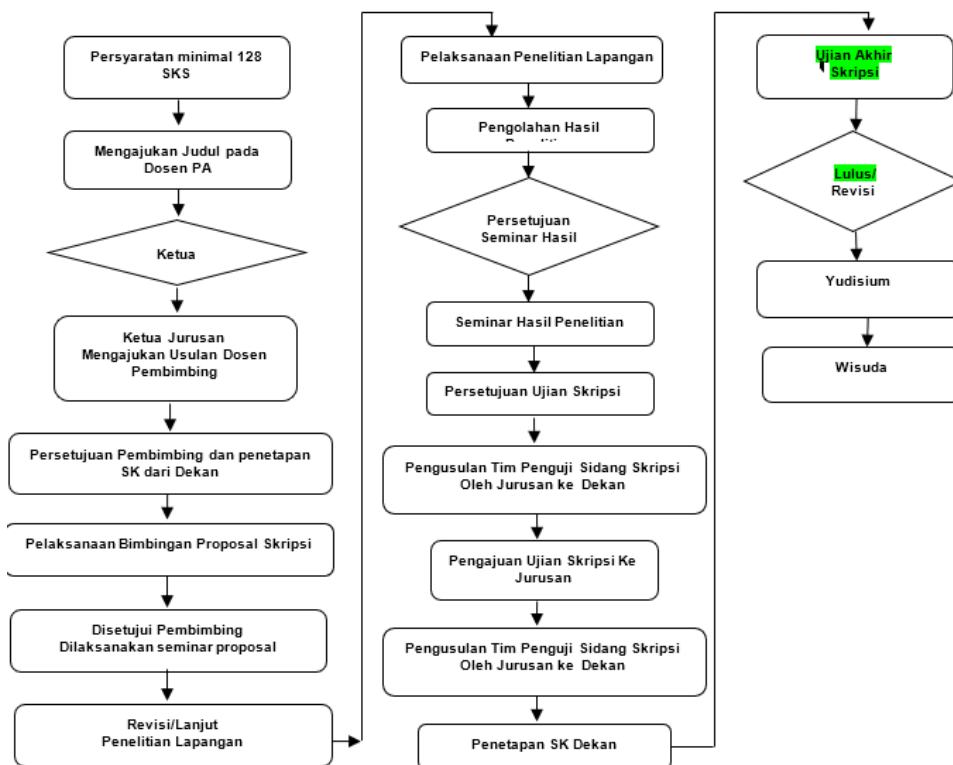 Persyaratan minimal 128
SKS
Mengajukan Judul pada
Dosen PA
Ketua
Ketua Jurusan
Mengajukan Usulan Dosen
Pembimbing
Persetujuan Pembimbing dan penetapan
SK dari Dekan
Pelaksanaan Bimbingan Proposal Skripsi
Disetujui Pembimbing
Dilaksanakan seminar proposal
Revisi/Lanjut
Penelitian Lapangan
Pelaksanaan Penelitian Lapangan
Pengolahan Hasil
Persetujuan
Seminar Hasil
Seminar Hasil Penelitian
Persetujuan Ujian Skripsi
Pengusulan Tim Penguji Sidang Skripsi
Oleh Jurusan ke Dekan
Pengajuan Ujian Skripsi Ke
Jurusan
Pengusulan Tim Penguji Sidang Skripsi
Oleh Jurusan ke Dekan
Penetapan SK Dekan
Ujian Akhir
Skripsi
Lulus/
Revisi
Yudisium
Wisuda